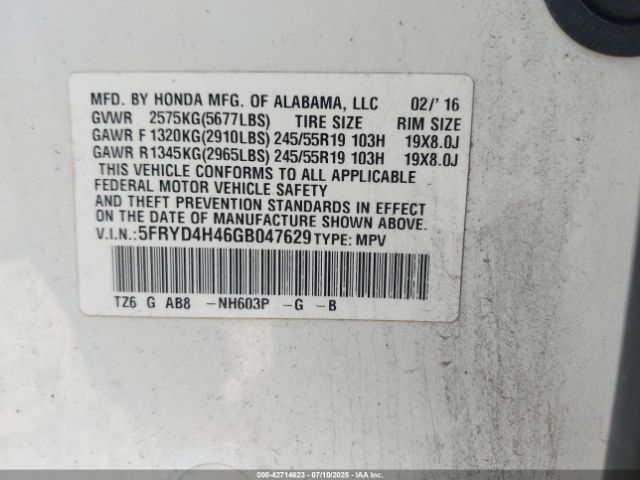 MFD. BY HONDA MFG. OF ALABAMA, LLC 02/' 16
GVWR 2575KG(5677LBS) TIRE SIZE RIM SIZE
GAWR F 1320KG(2910LBS) 245/55R19 103H 19X8.0J
GAWR R1345KG(2965LBS) 245/55R19 103H 19X8.0J
THIS VEHICLE CONFORMS TO ALL APPLICABLE
FEDERAL MOTOR VEHICLE SAFETY
AND THEFT PREVENTION STANDARDS IN EFFECT
ON THE DATE OF MANUFACTURE SHOWN ABOVE.
V.I.N.:5FRYD4H46GB047629 TYPE: MPV
TZ6 G AB8 -NH603P -G -B
000-42714623 - 07/10/2025 - IAA Inc.